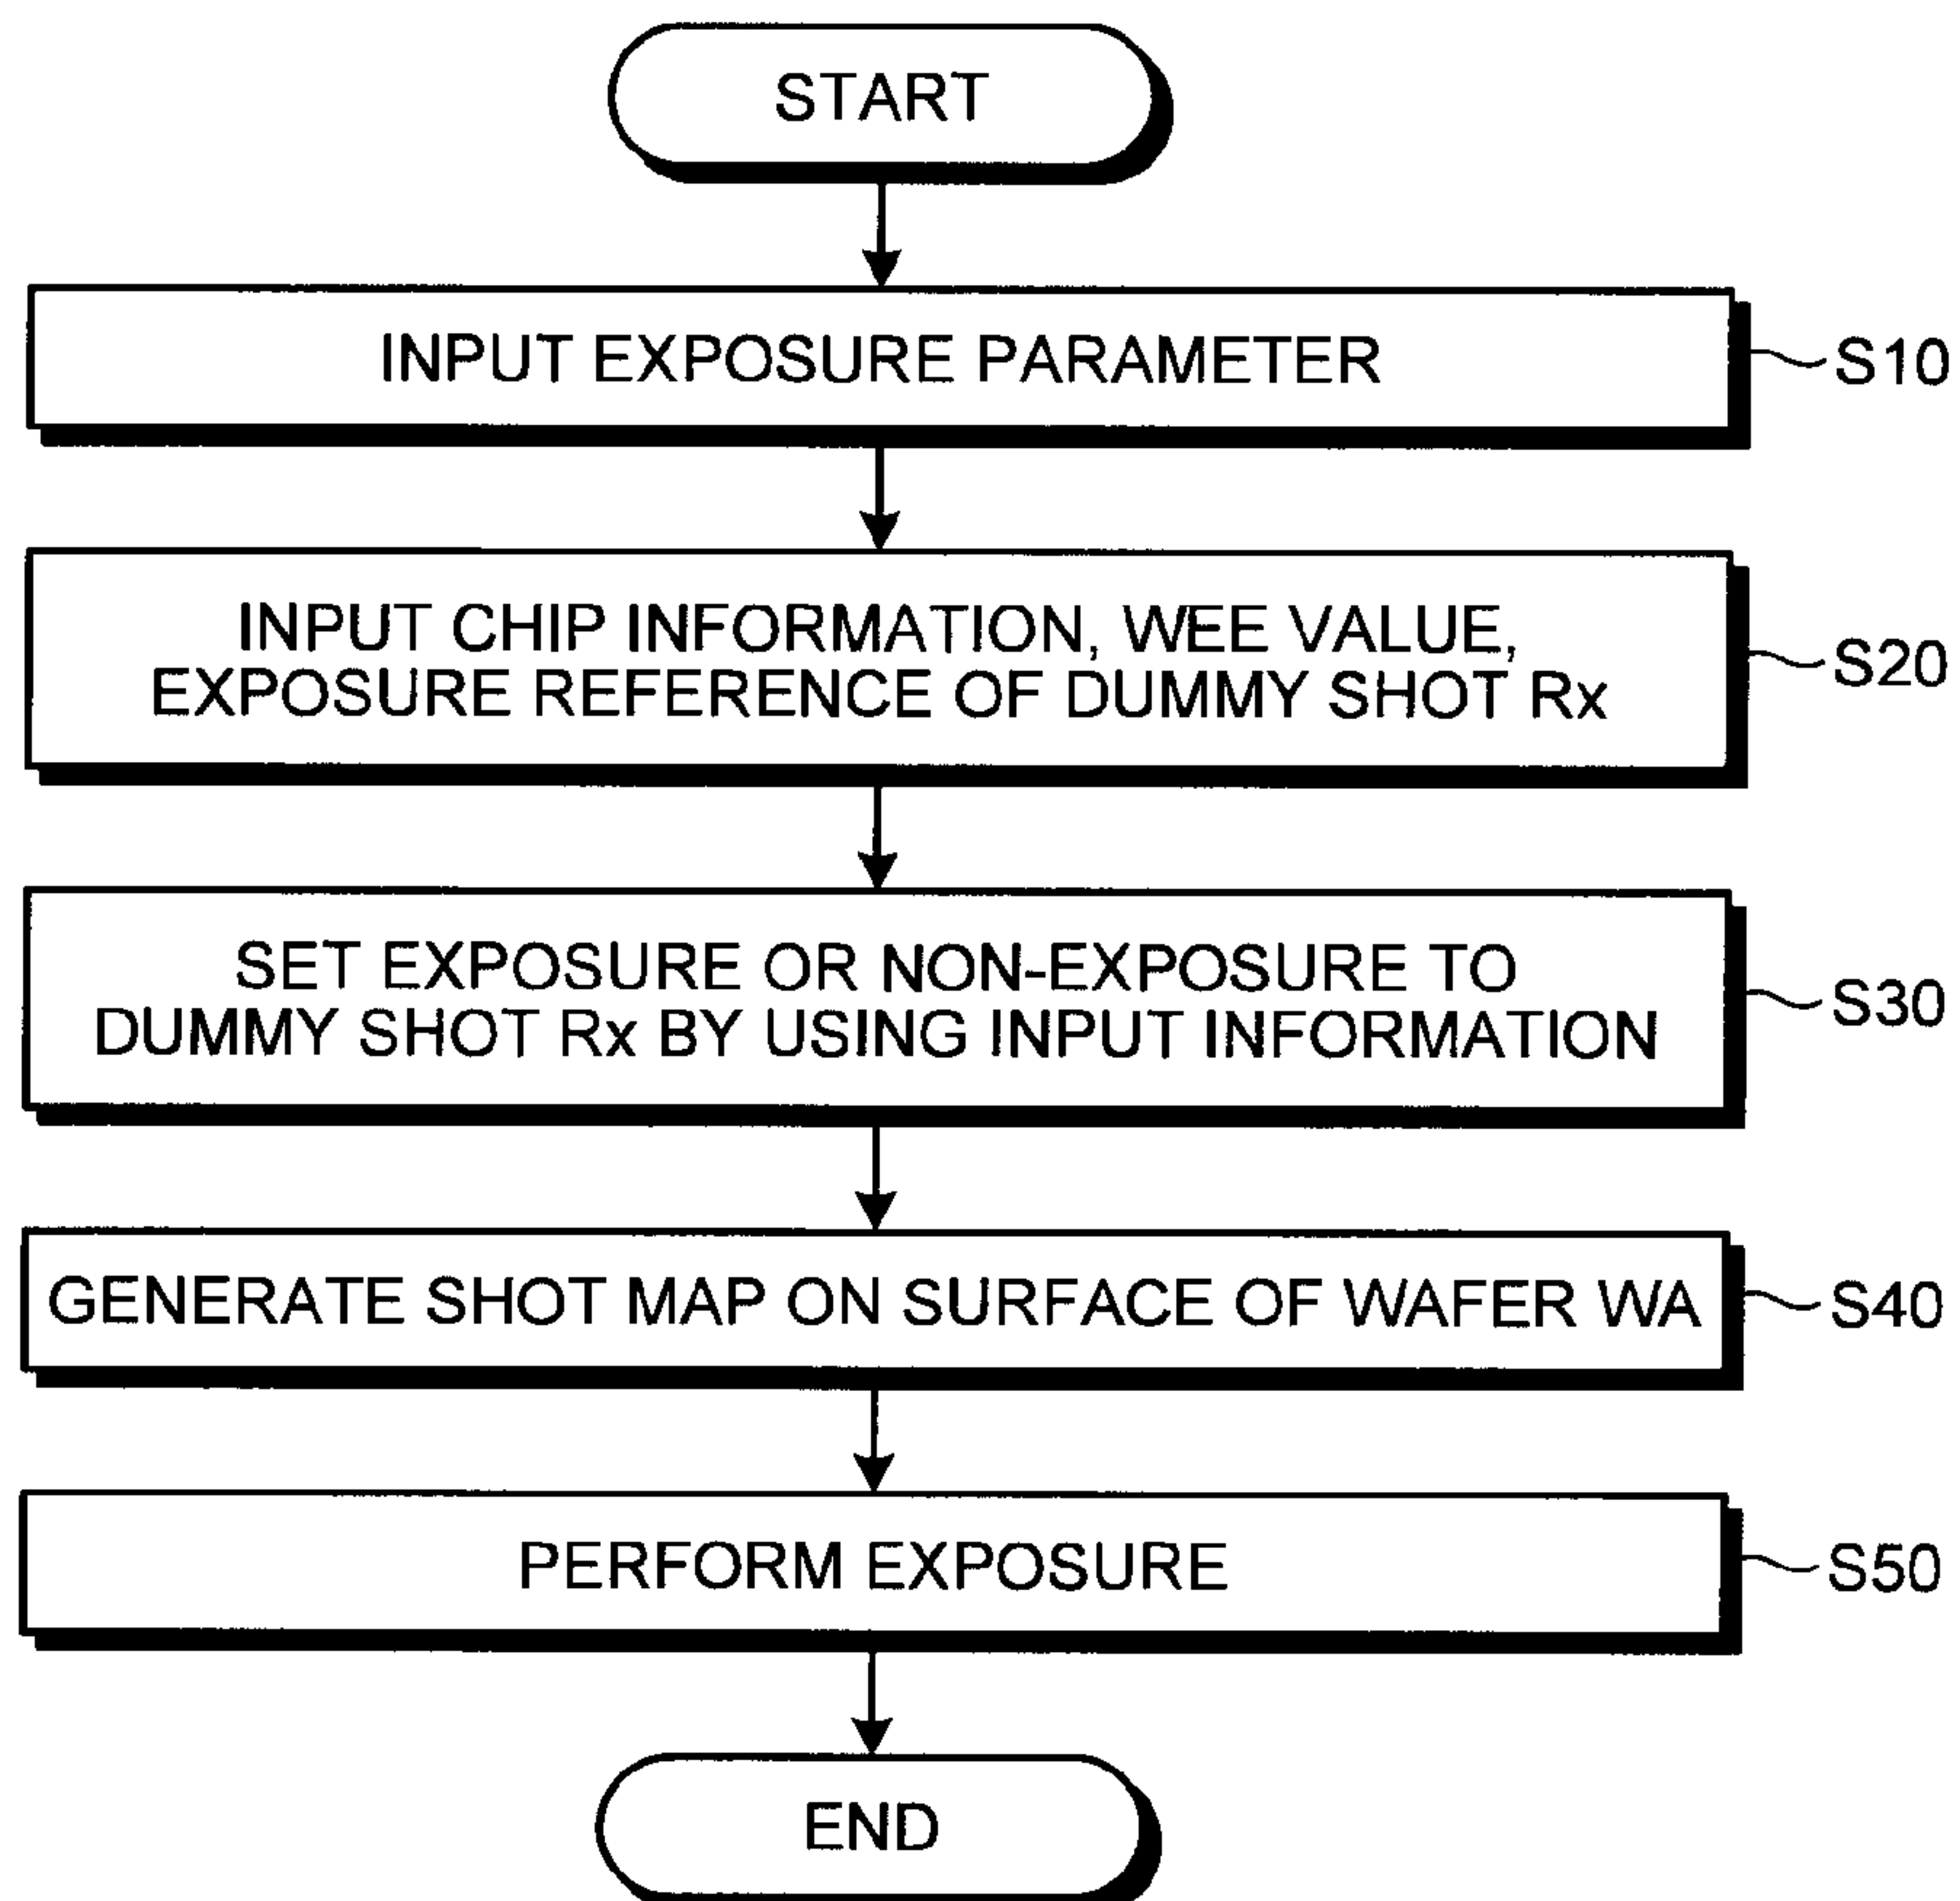 START
INPUT EXPOSURE PARAMETER
S10
INPUT CHIP INFORMATION, WEE VALUE,
EXPOSURE REFERENCE OF DUMMY SHOT Rx
S20
SET EXPOSURE OR NON-EXPOSURE TO
DUMMY SHOT Rx BY USING INPUT INFORMATION
S30
GENERATE SHOT MAP ON SURFACE OF WAFER WA
S40
PERFORM EXPOSURE
S50
END